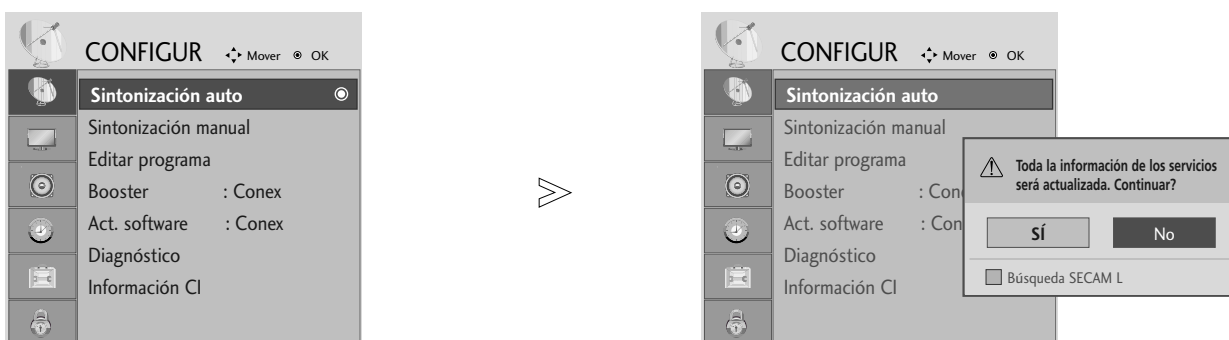 CONFIGUR Mover OK
Sintonización auto
Sintonización manual
Editar programa
Booster : Conex
Act. software : Conex
Diagnóstico
Información CI
CONFIGUR Mover OK
Sintonización auto
Sintonización manual
Editar programa
Booster : Con
Act. software : Con
Diagnóstico
Información CI
Toda la información de los servicios
será actualizada. Continuar?
SÍ No
Búsqueda SECAM L